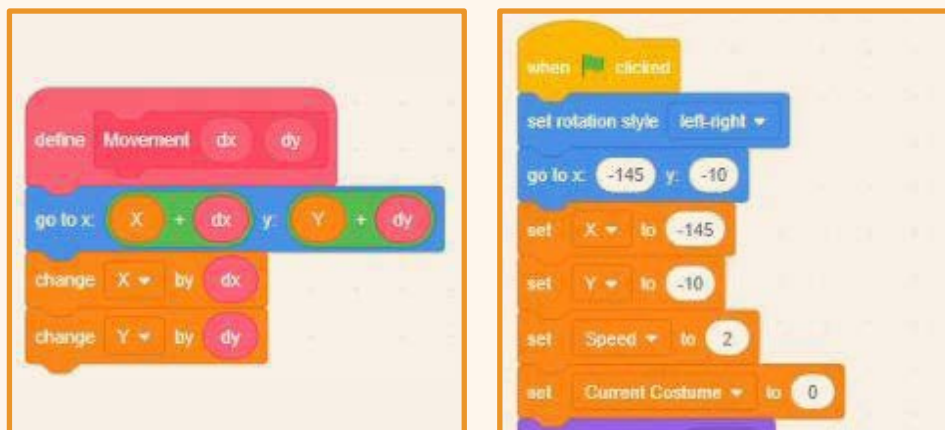 define Movement dx dy
go to x: X + dx y: Y + dy
change X by dx
change Y by dy
when clicked
set rotation style left-right
go to x: -145 y: -10
set X to -145
set Y to -10
set Speed to 2
set Current Costume to 0